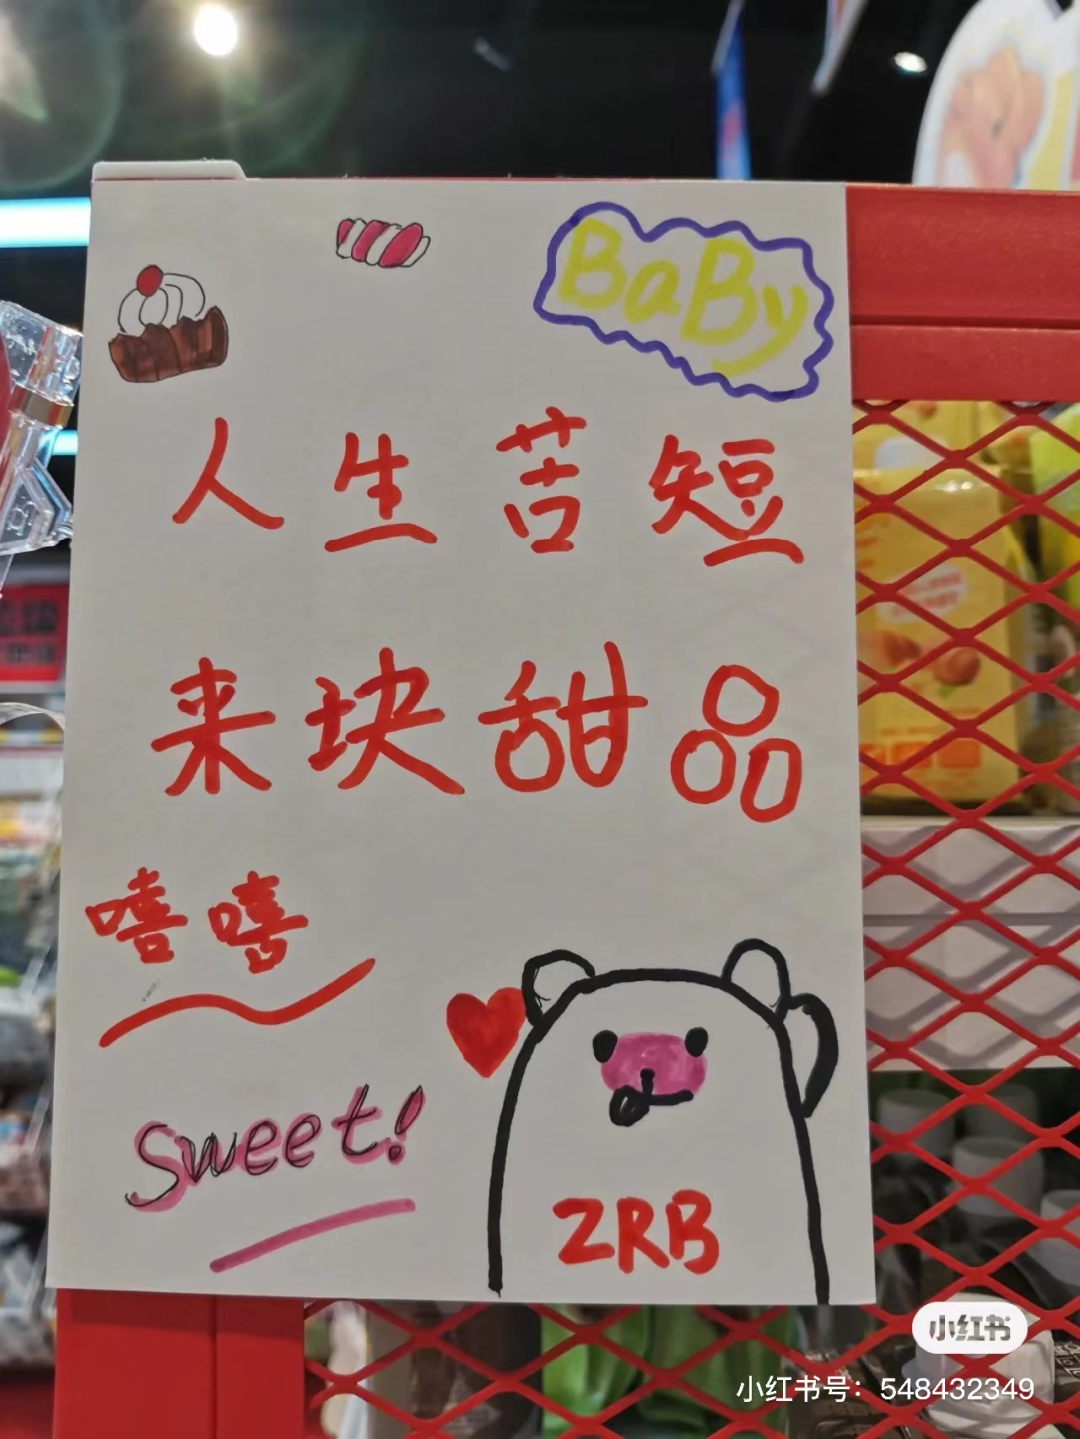 BaBy
人生苦短
来块甜品
嘻嘻
sweet!
ZRB
小红书
小红书号：548432349